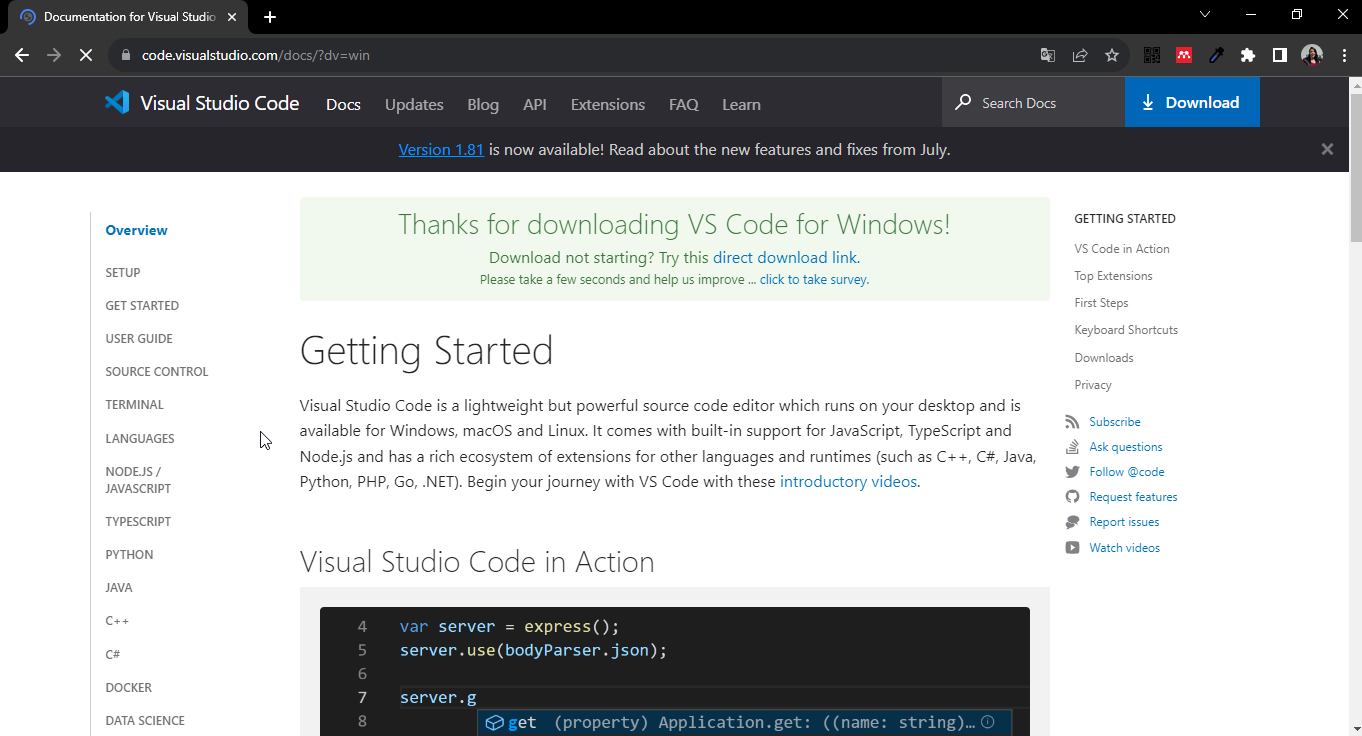 Documentation for Visual Studio
code.visualstudio.com/docs/?dv=win
Visual Studio Code
Docs
Updates
Blog
API
Extensions
FAQ
Learn
Search Docs
Download
Version 1.81 is now available! Read about the new features and fixes from July.
Overview
SETUP
GET STARTED
USER GUIDE
SOURCE CONTROL
TERMINAL
LANGUAGES
NODE.JS /
JAVASCRIPT
TYPESCRIPT
PYTHON
JAVA
C++
C#
DOCKER
DATA SCIENCE
Thanks for downloading VS Code for Windows!
Download not starting? Try this direct download link.
Please take a few seconds and help us improve ... click to take survey.
Getting Started
Visual Studio Code is a lightweight but powerful source code editor which runs on your desktop and is
available for Windows, macOS and Linux. It comes with built-in support for JavaScript, TypeScript and
Node.js and has a rich ecosystem of extensions for other languages and runtimes (such as C++, C#, Java,
Python, PHP, Go, .NET). Begin your journey with VS Code with these introductory videos.
Visual Studio Code in Action
4 var server = express();
5 server.use(bodyParser.json);
6
7 server.g
8 get (property) Application.get: ((name: string)…
GETTING STARTED
VS Code in Action
Top Extensions
First Steps
Keyboard Shortcuts
Downloads
Privacy
Subscribe
Ask questions
Follow @code
Request features
Report issues
Watch videos